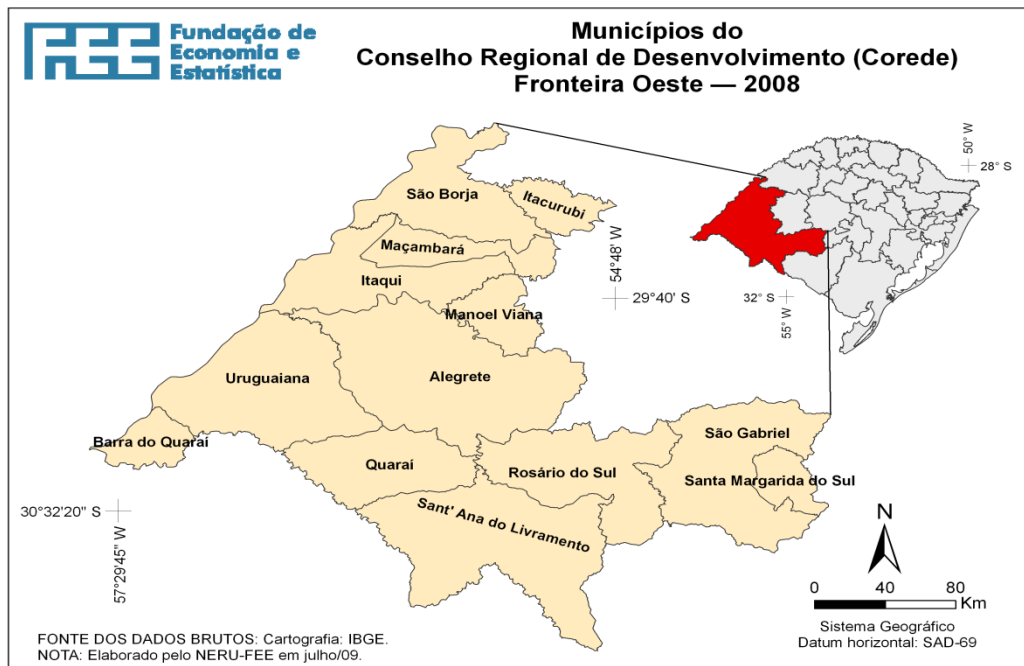 FEE Fundação de
Economia e
Estatística
Municípios do
Conselho Regional de Desenvolvimento (Corede)
Fronteira Oeste — 2008
50° W
28° S
São Borja
Itacurubi
Maçambará
54°48' W
Itaqui
29°40' S
32° S
55° W
Manoel Viana
Uruguaiana
Alegrete
Barra do Quaraí
São Gabriel
Quaraí
Rosário do Sul
Santa Margarida do Sul
30°32'20" S
Sant' Ana do Livramento
57°29'45" W
N
0 40 80
Km
Sistema Geográfico
Datum horizontal: SAD-69
FONTE DOS DADOS BRUTOS: Cartografia: IBGE.
NOTA: Elaborado pelo NERU-FEE em julho/09.